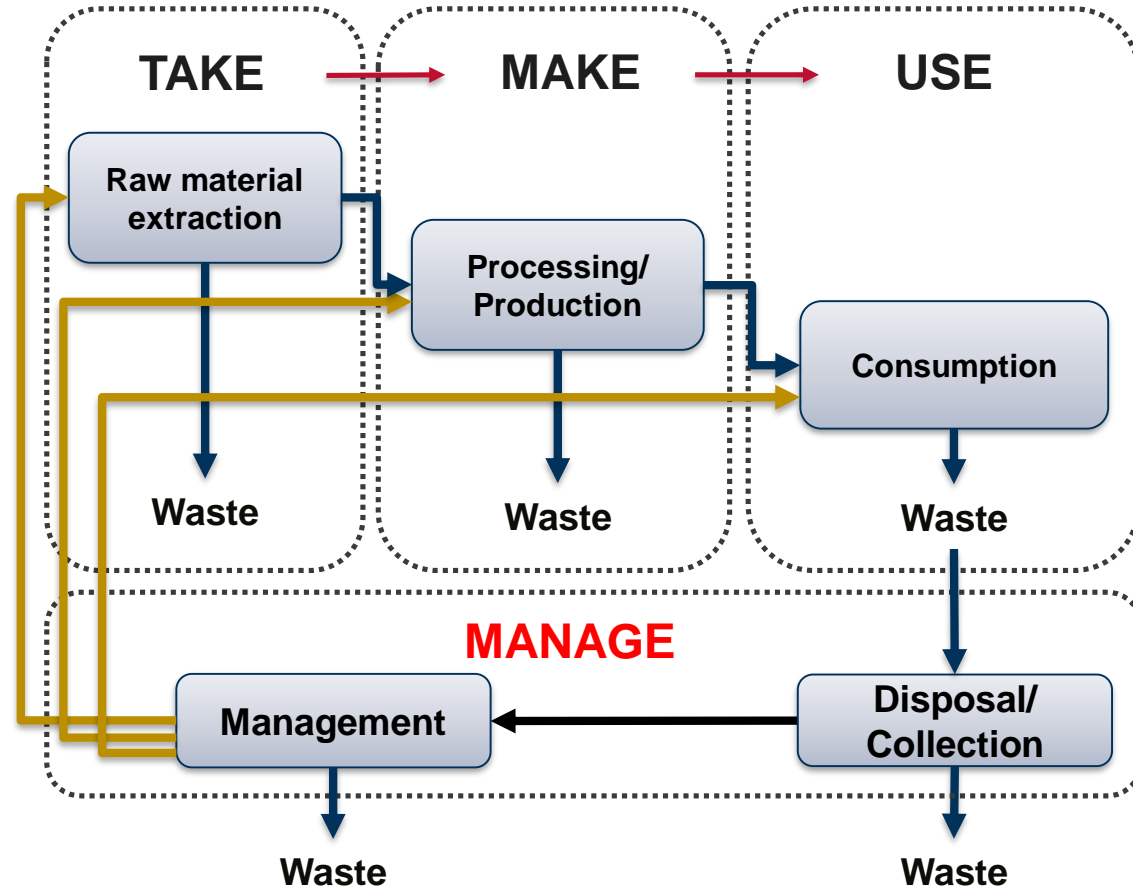 TAKE
MAKE
USE
Raw material
extraction
Processing/
Production
Consumption
Waste
Waste
Waste
MANAGE
Management
Disposal/
Collection
Waste
Waste